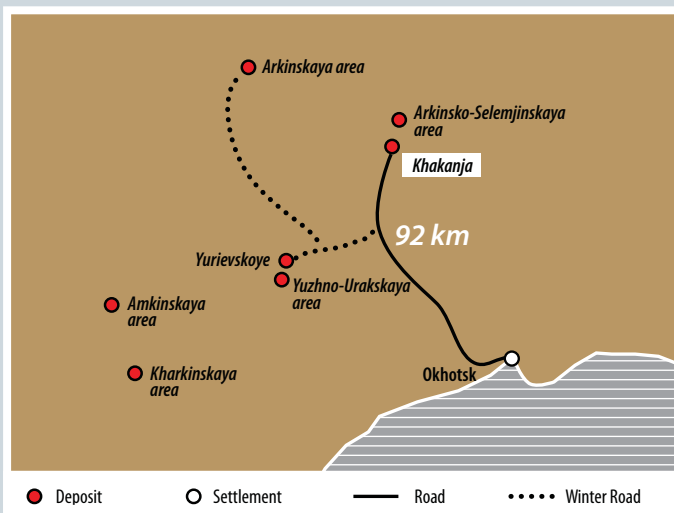 Arkinskaya area
Arkinsko-Selemjinskaya
area
Khakanja
92 km
Yurievskoye
Yuzhno-Urakskaya
area
Amkinskaya
area
Kharkinskaya
area
Okhotsk
Deposit
Settlement
Road
Winter Road